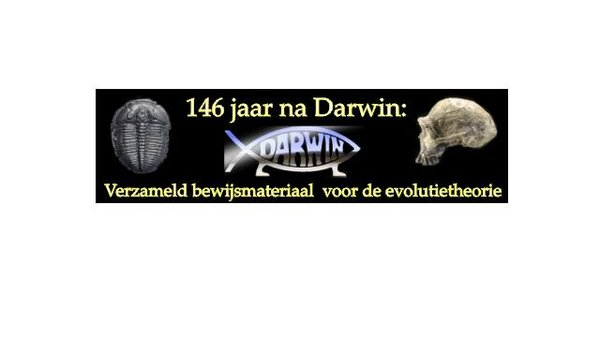 146 jaar na Darwin:
DARWIN
Verzameld bewijsmateriaal voor de evolutietheorie